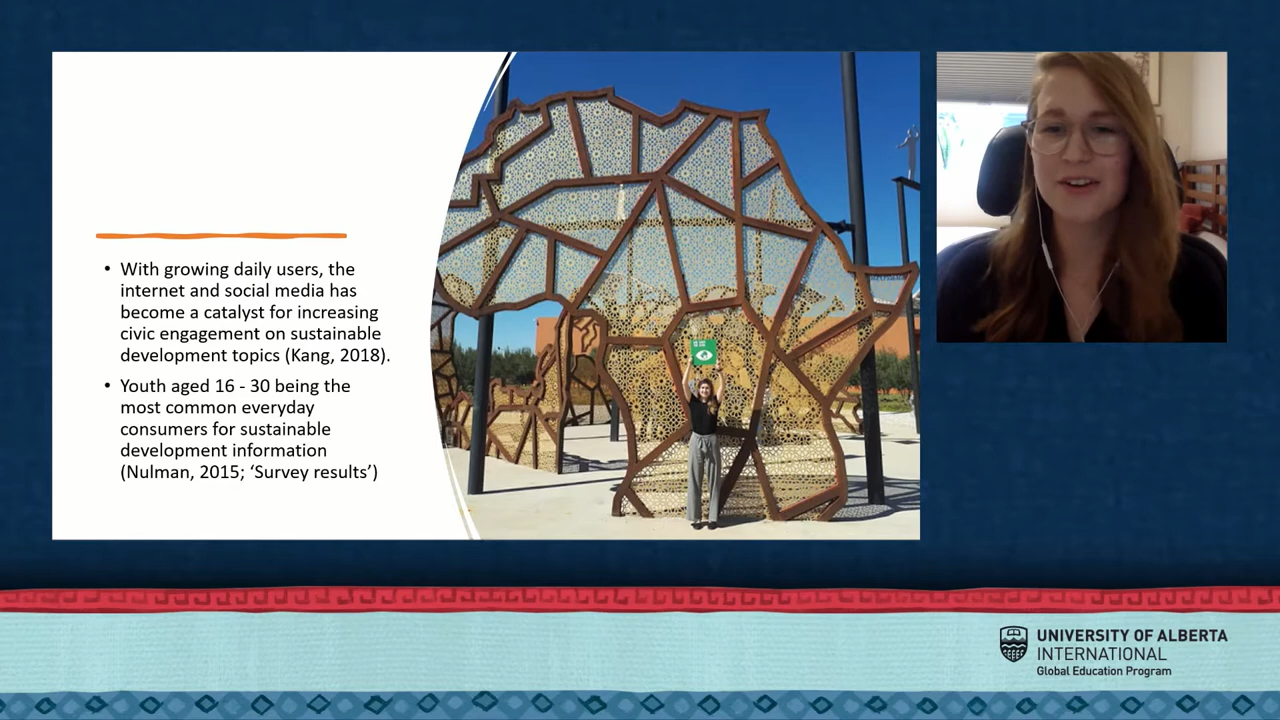 • With growing daily users, the
internet and social media has
become a catalyst for increasing
civic engagement on sustainable
development topics (Kang, 2018).
• Youth aged 16 - 30 being the
most common everyday
consumers for sustainable
development information
(Nulman, 2015; ‘Survey results’)
UNIVERSITY OF ALBERTA
INTERNATIONAL
Global Education Program